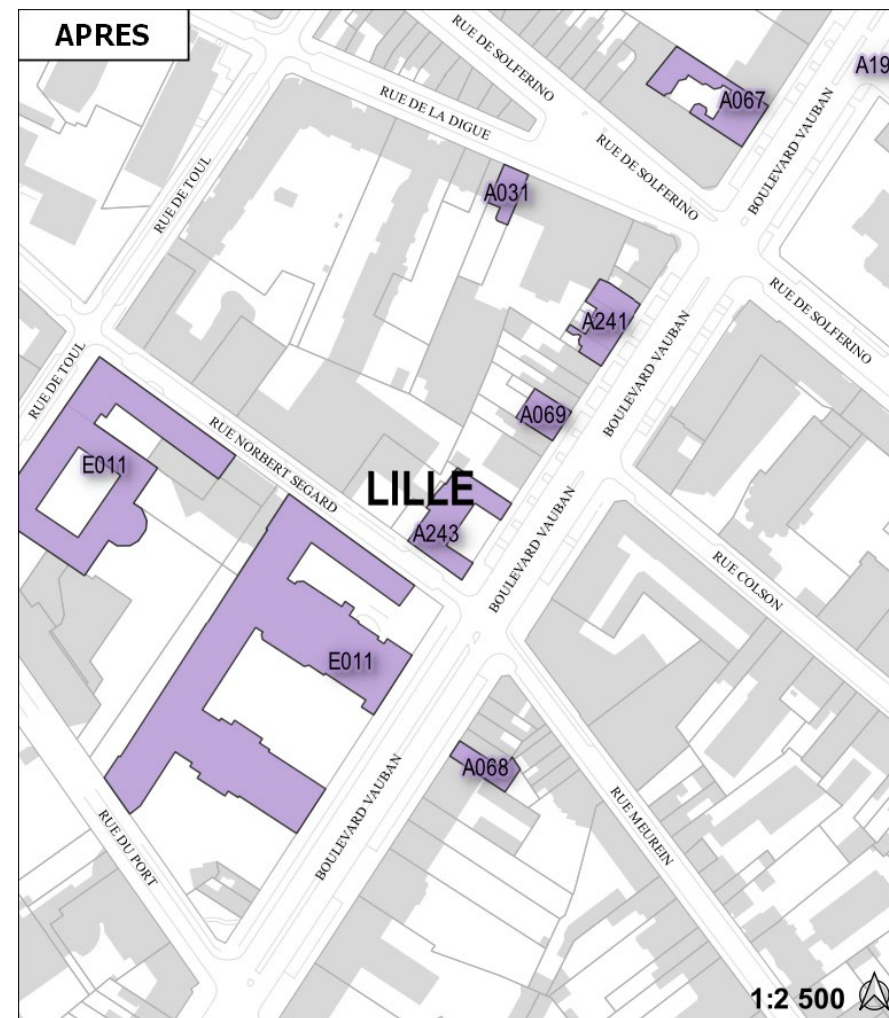 APRES
RUE DE SOLFERINO
A19
A067
RUE DE LA DIGUE
BOULEVARD VAUBAN
RUE DE SOLFERINO
RUE DE TOUL
A031
RUE DE SOLFERINO
A241
BOULEVARD VAUBAN
RUE DE TOUL
A069
RUE NORBERT SEGARD
E011
LILLE
A243
BOULEVARD VAUBAN
RUE COLSON
E011
A068
BOULEVARD VAUBAN
RUE MEUREIN
RUE DU PORT
1:2 500